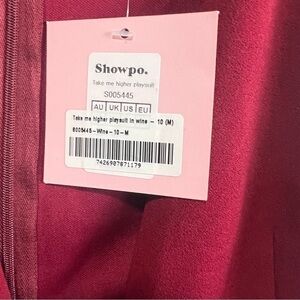 Showpo.
Take me higher playsuit
S005445
AU UK US EU
Take me higher playsuit in wine - 10 (M)
S005445-Wine-10-M
7426907871179